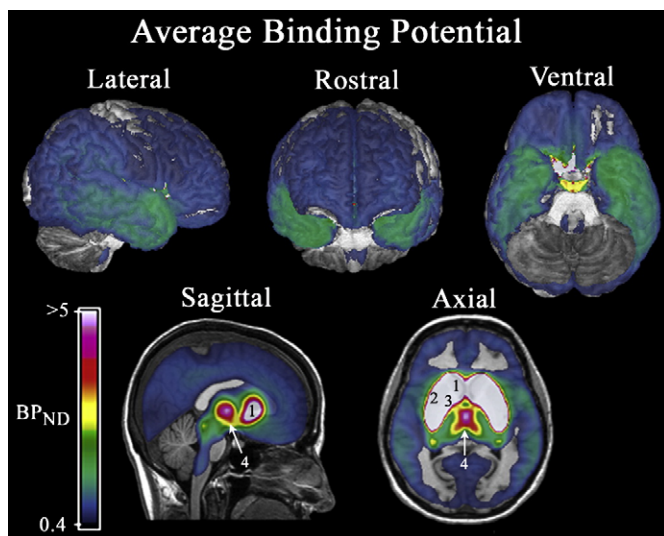 Average Binding Potential
Lateral
Rostral
Ventral
Sagittal
Axial
>5
BPND
0.4
1
4
1
2
3
4